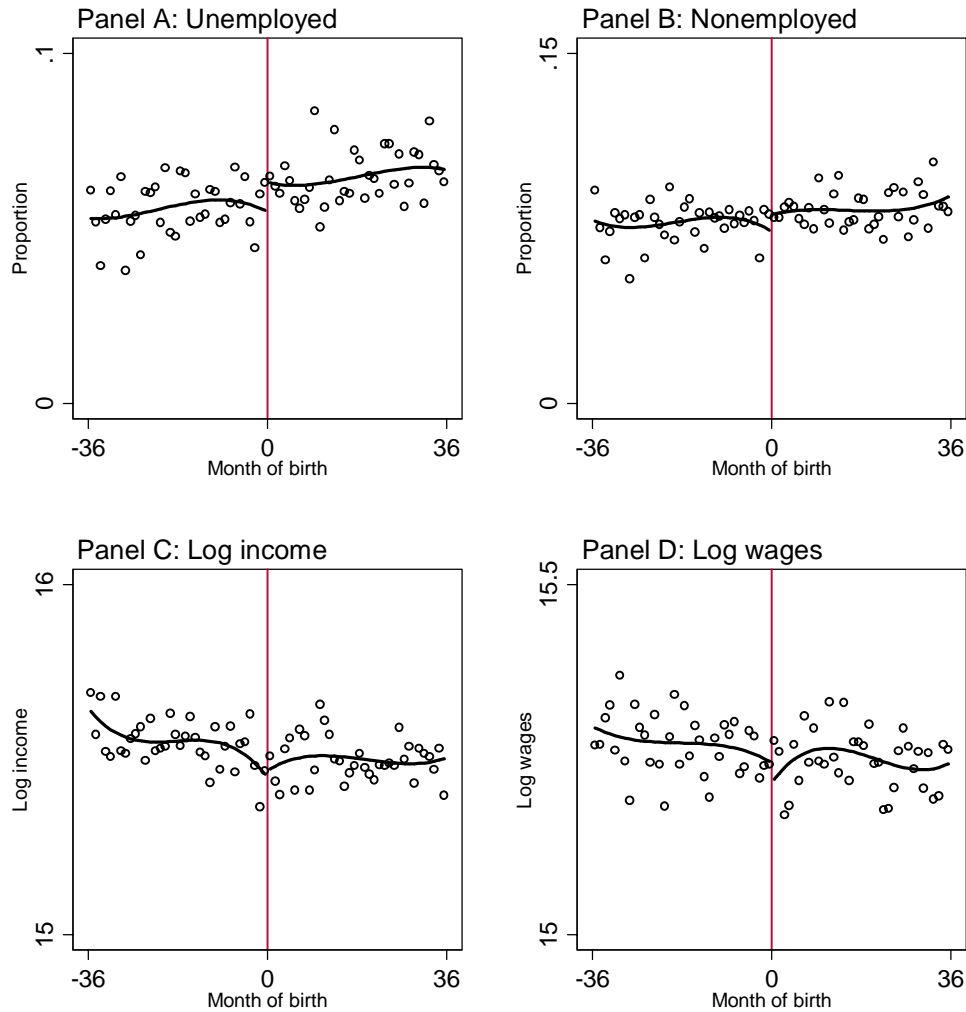 Panel A: Unemployed
.1
Proportion
0
-36 0 36
Month of birth
Panel B: Nonemployed
.15
Proportion
0
-36 0 36
Month of birth
Panel C: Log income
16
Log income
15
-36 0 36
Month of birth
Panel D: Log wages
15.5
Log wages
15
-36 0 36
Month of birth